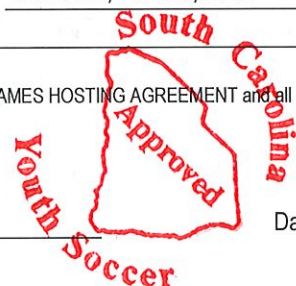 South Carolina
AMES HOSTING AGREEMENT and all
Approved
Youth Soccer
Da